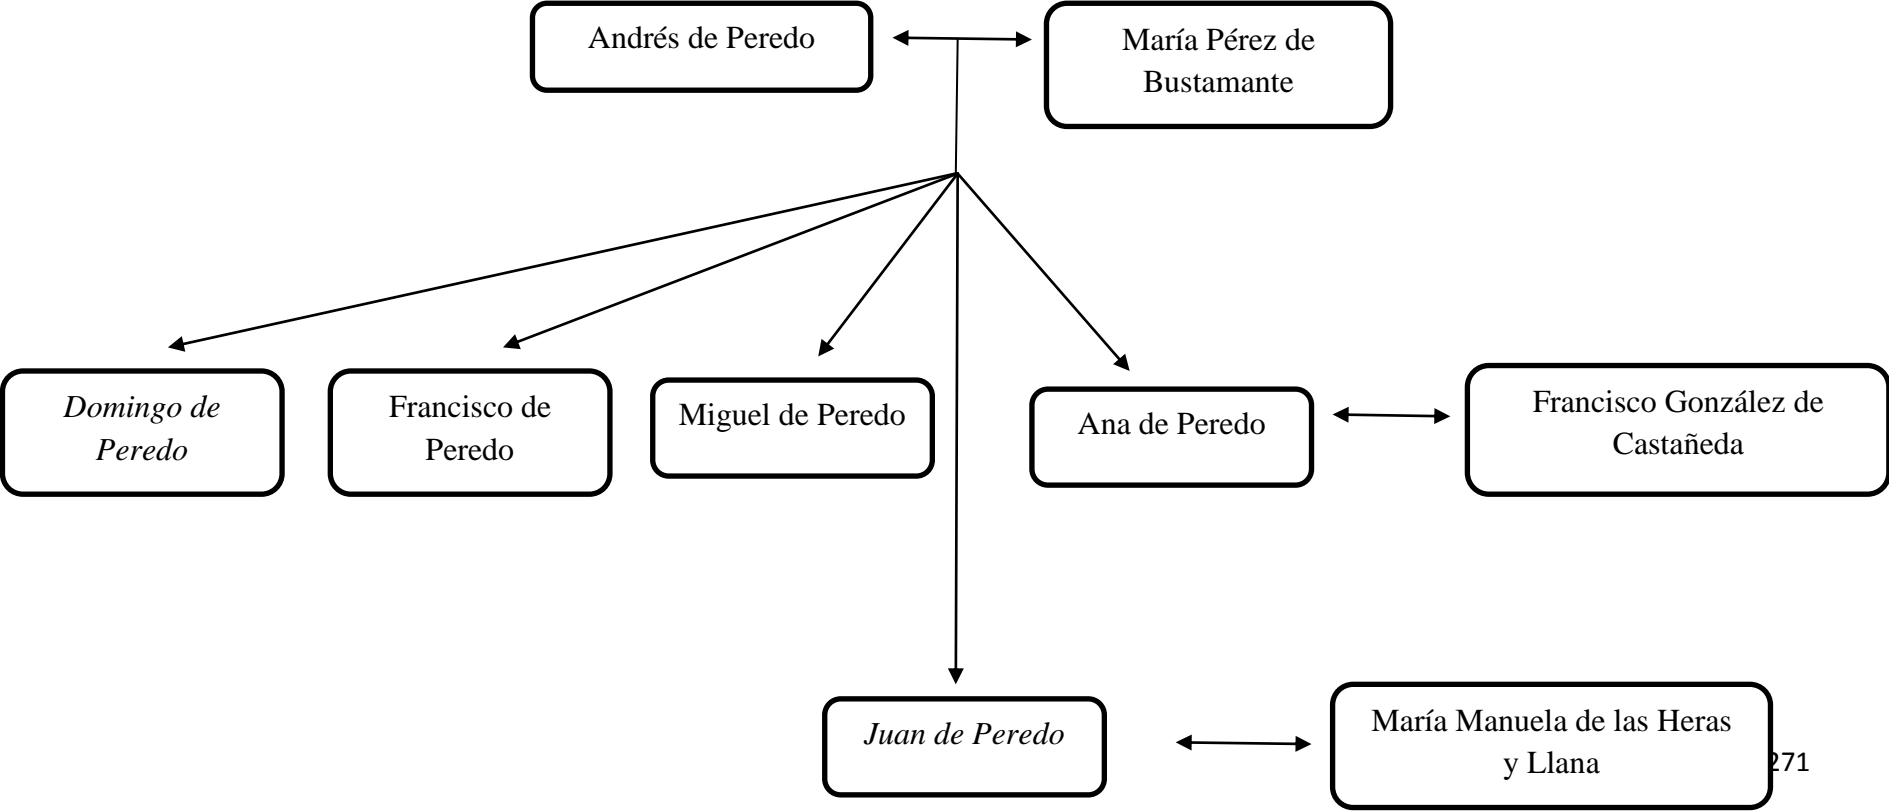 Andrés de Peredo
María Pérez de
Bustamante
Domingo de
Peredo
Francisco de
Peredo
Miguel de Peredo
Ana de Peredo
Francisco González de
Castañeda
Juan de Peredo
María Manuela de las Heras
y Llana
271